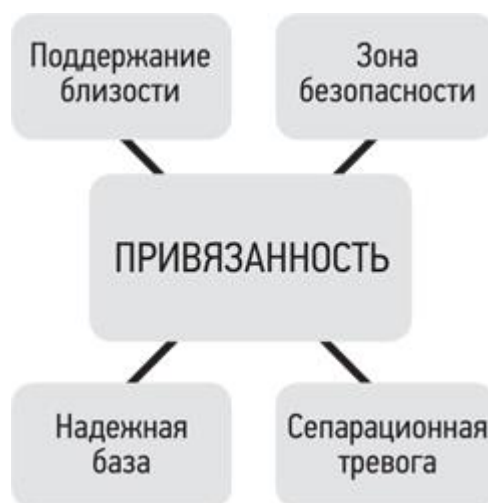 Поддержание
близости
Зона
безопасности
ПРИВЯЗАННОСТЬ
Надежная
база
Сепарационная
тревога